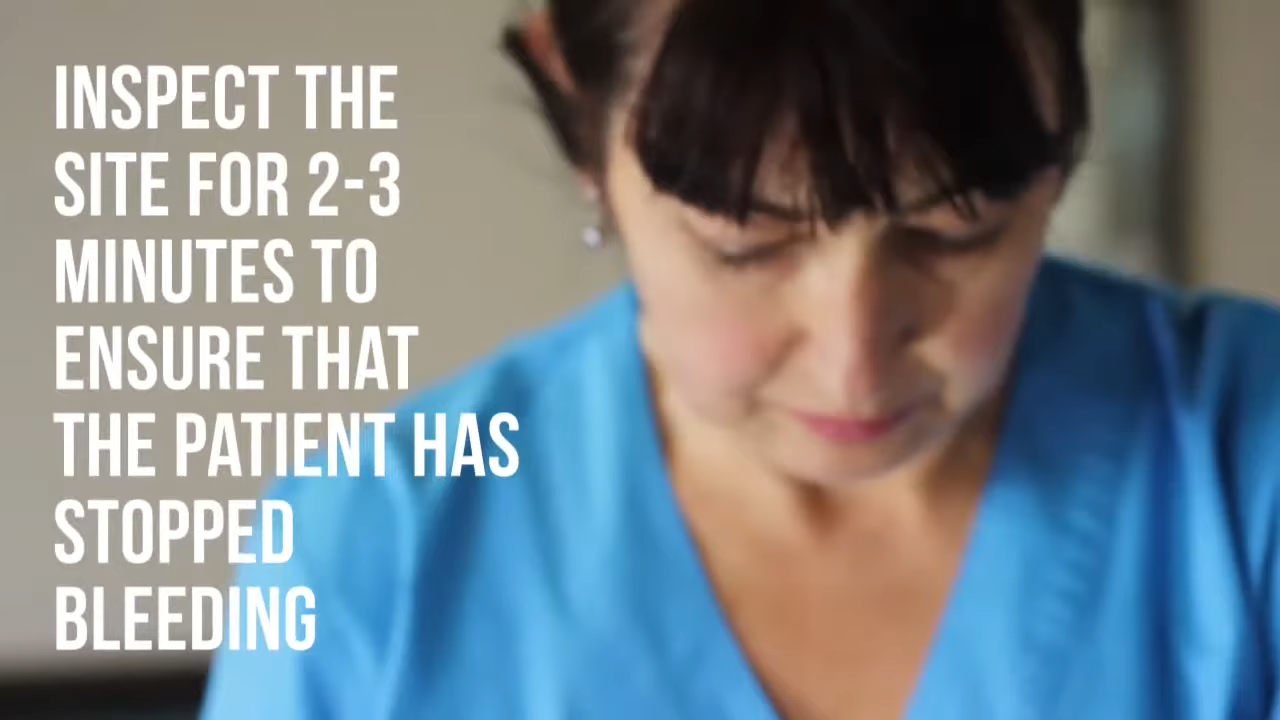 INSPECT THE
SITE FOR 2-3
MINUTES TO
ENSURE THAT
THE PATIENT HAS
STOPPED
BLEEDING